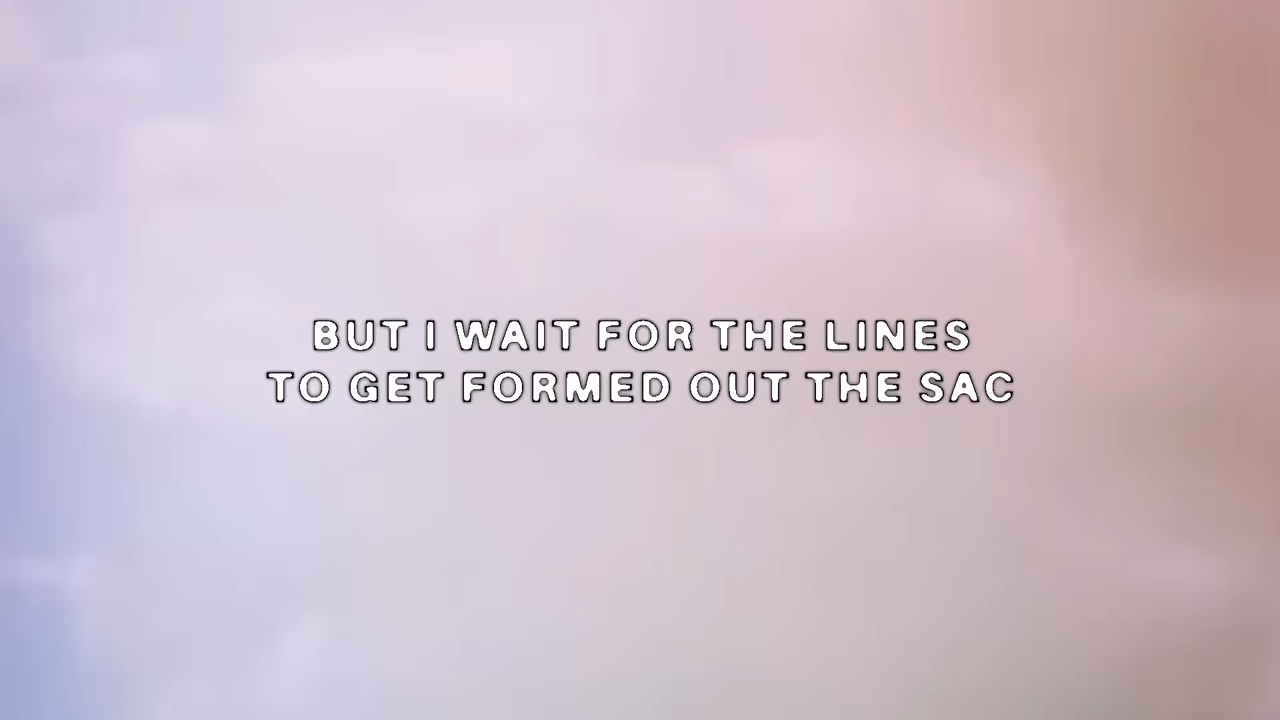 BUT I WAIT FOR THE LINES
TO GET FORMED OUT THE SAC